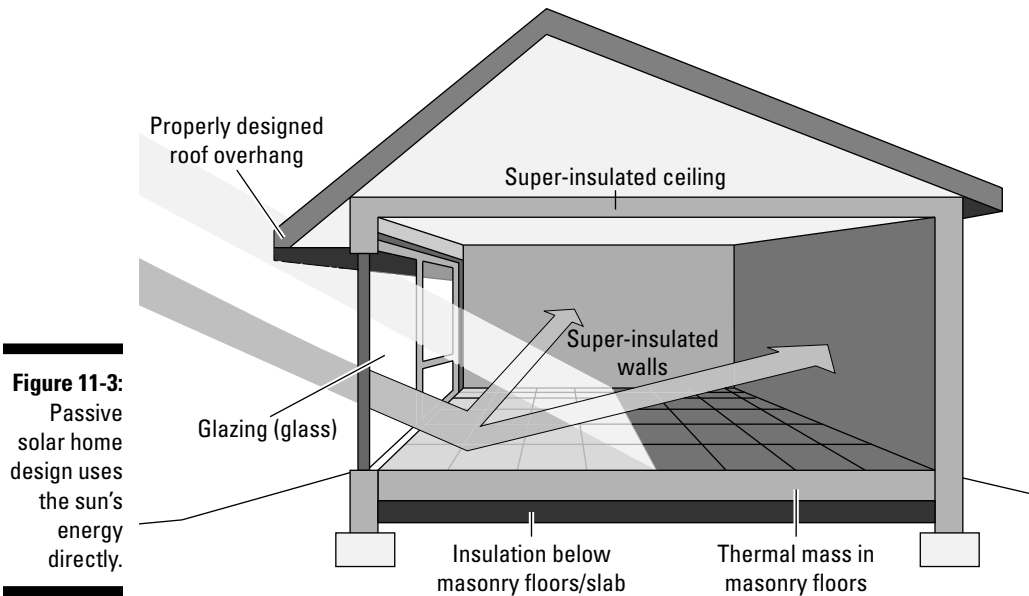 Properly designed
roof overhang
Super-insulated ceiling
Super-insulated
walls
Glazing (glass)
Figure 11-3:
Passive
solar home
design uses
the sun's
energy
directly.
Insulation below
masonry floors/slab
Thermal mass in
masonry floors